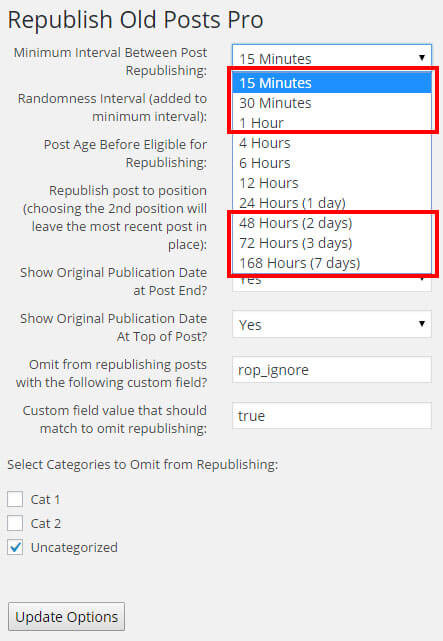 Republish Old Posts Pro
Minimum Interval Between Post
Republishing:
15 Minutes
15 Minutes
30 Minutes
1 Hour
4 Hours
6 Hours
12 Hours
24 Hours (1 day)
48 Hours (2 days)
72 Hours (3 days)
168 Hours (7 days)
Randomness Interval (added to
minimum interval):
Post Age Before Eligible for
Republishing:
Republish post to position
(choosing the 2nd position will
leave the most recent post in
place):
Show Original Publication Date
at Post End?
Yes
Show Original Publication Date
At Top of Post?
Yes
Omit from republishing posts
with the following custom field?
rop_ignore
Custom field value that should
match to omit republishing:
true
Select Categories to Omit from Republishing:
Cat 1
Cat 2
Uncategorized
Update Options